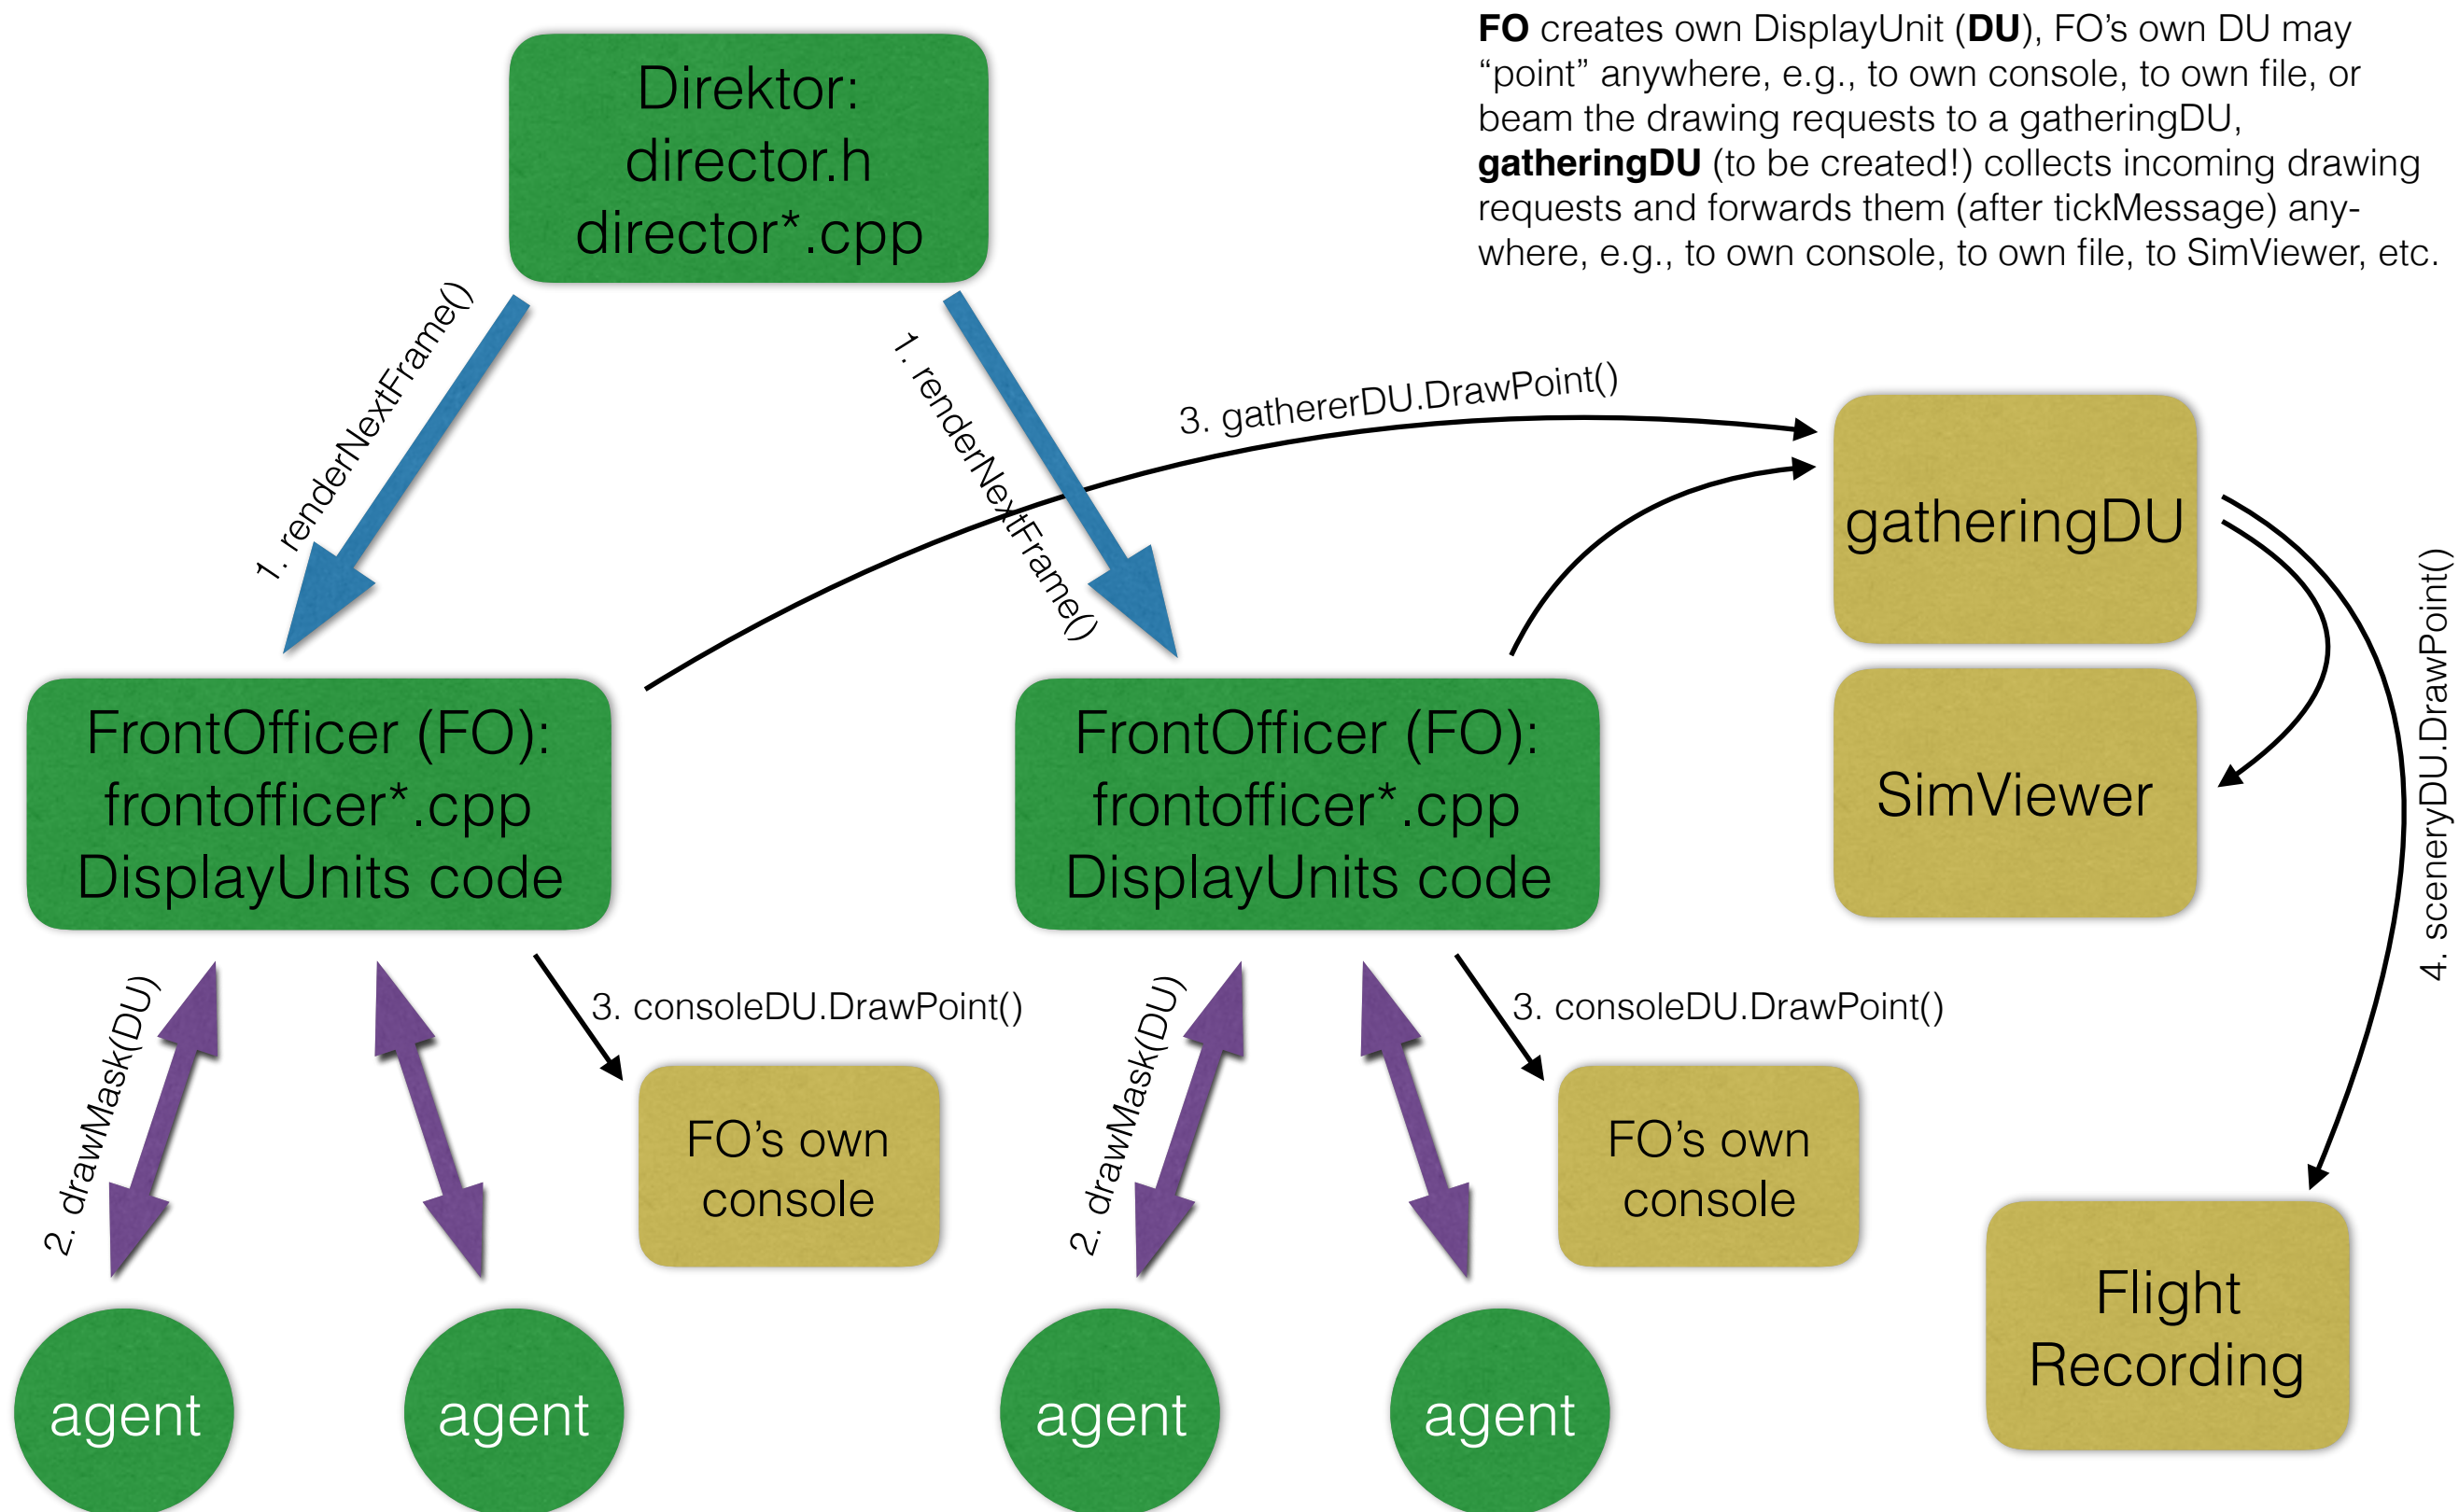 FO creates own DisplayUnit (DU), FO’s own DU may
“point” anywhere, e.g., to own console, to own file, or
beam the drawing requests to a gatheringDU,
gatheringDU (to be created!) collects incoming drawing
requests and forwards them (after tickMessage) any-
where, e.g., to own console, to own file, to SimViewer, etc.
Direktor:
director.h
director*.cpp
1. renderNextFrame()
1. renderNextFrame()
3. gathererDU.DrawPoint()
gatheringDU
SimViewer
4. sceneryDU.DrawPoint()
FrontOfficer (FO):
frontofficer*.cpp
DisplayUnits code
FrontOfficer (FO):
frontofficer*.cpp
DisplayUnits code
2. drawMask(DU)
3. consoleDU.DrawPoint()
2. drawMask(DU)
3. consoleDU.DrawPoint()
FO’s own
console
FO’s own
console
Flight
Recording
agent
agent
agent
agent